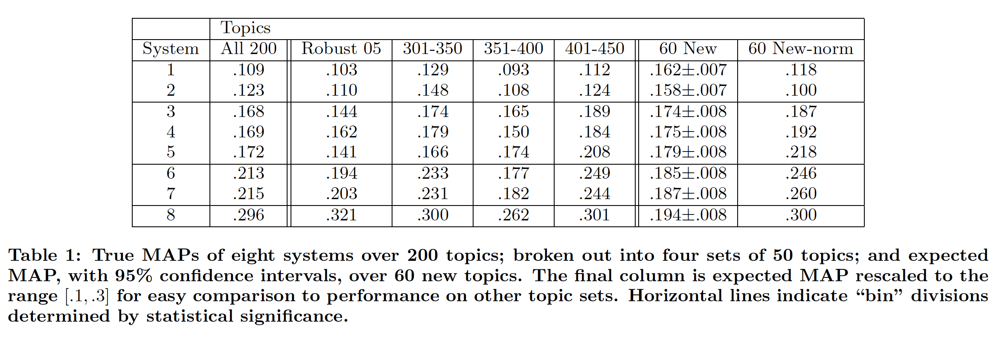 Topics
System All 200 Robust 05 301-350 351-400 401-450 60 New 60 New-norm
1 .109 .103 .129 .093 .112 .162±.007 .118
2 .123 .110 .148 .108 .124 .158±.007 .100
3 .168 .144 .174 .165 .189 .174±.008 .187
4 .169 .162 .179 .150 .184 .175±.008 .192
5 .172 .141 .166 .174 .208 .179±.008 .218
6 .213 .194 .233 .177 .249 .185±.008 .246
7 .215 .203 .231 .182 .244 .187±.008 .260
8 .296 .321 .300 .262 .301 .194±.008 .300
Table 1: True MAPs of eight systems over 200 topics; broken out into four sets of 50 topics; and expected
MAP, with 95% confidence intervals, over 60 new topics. The final column is expected MAP rescaled to the
range [.1, .3] for easy comparison to performance on other topic sets. Horizontal lines indicate “bin” divisions
determined by statistical significance.